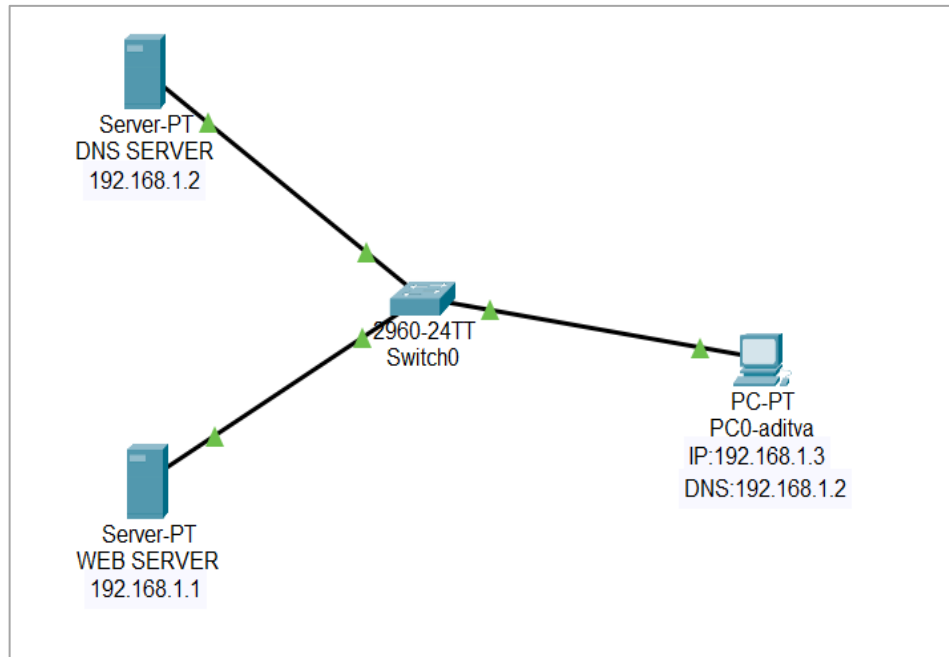 Server-PT
DNS SERVER
192.168.1.2
2960-24TT
Switch0
PC-PT
PC0-aditva
IP:192.168.1.3
DNS:192.168.1.2
Server-PT
WEB SERVER
192.168.1.1